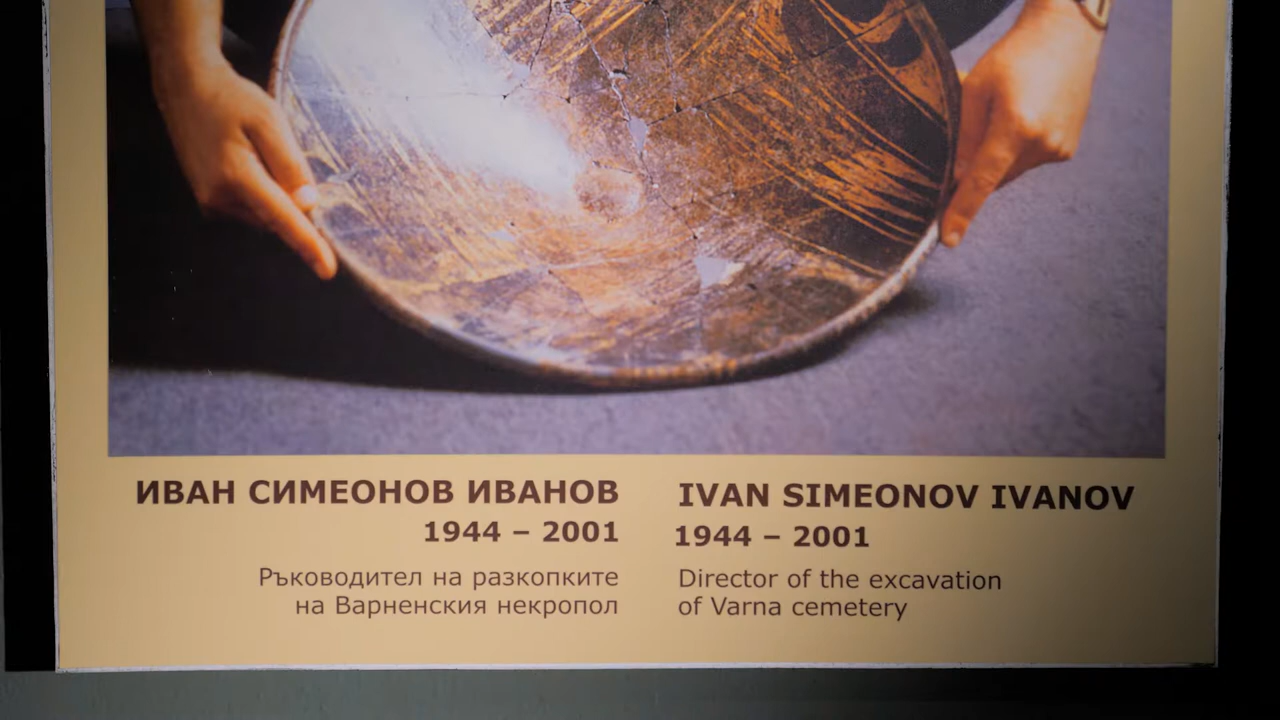 ИВАН СИМЕОНОВ ИВАНОВ
1944 – 2001
Ръководител на разкопките
на Варненския некропол
IVAN SIMEONOV IVANOV
1944 – 2001
Director of the excavation
of Varna cemetery